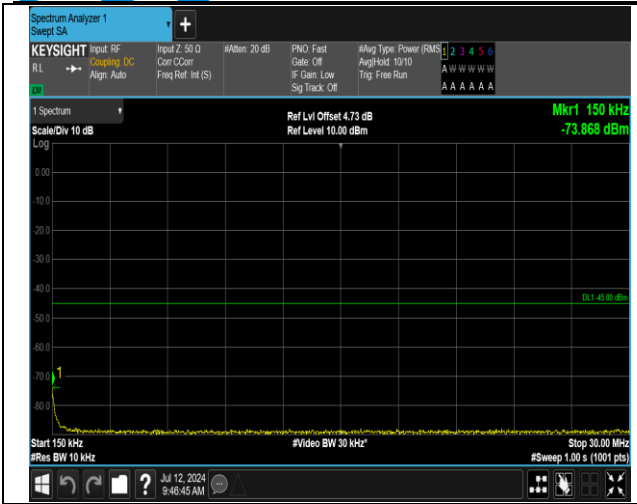 Spectrum Analyzer 1
Swept SA
+
KEYSIGHT
RL
Input: RF
Coupling: DC
Align: Auto
Input Z: 50 Ω
Corr CCorr
Freq Ref: Int (S)
#Atten: 20 dB
PNO: Fast
Gate: Off
IF Gain: Low
Sig Track: Off
#Avg Type: Power (RMS
Avg|Hold: 10/10
Trig: Free Run
1 2 3 4 5 6
A W W W W W
A A A A A A
1 Spectrum
Scale/Div 10 dB
Log
Ref Lvl Offset 4.73 dB
Ref Level 10.00 dBm
Mkr1 150 kHz
-73.868 dBm
0.00
-10.0
-20.0
-30.0
-40.0
DL1 -45.00 dBm
-50.0
-60.0
-70.0
1
-80.0
Start 150 kHz
#Video BW 30 kHz*
Stop 30.00 MHz
#Res BW 10 kHz
#Sweep 1.00 s (1001 pts)
?
Jul 12, 2024
9:46:45 AM